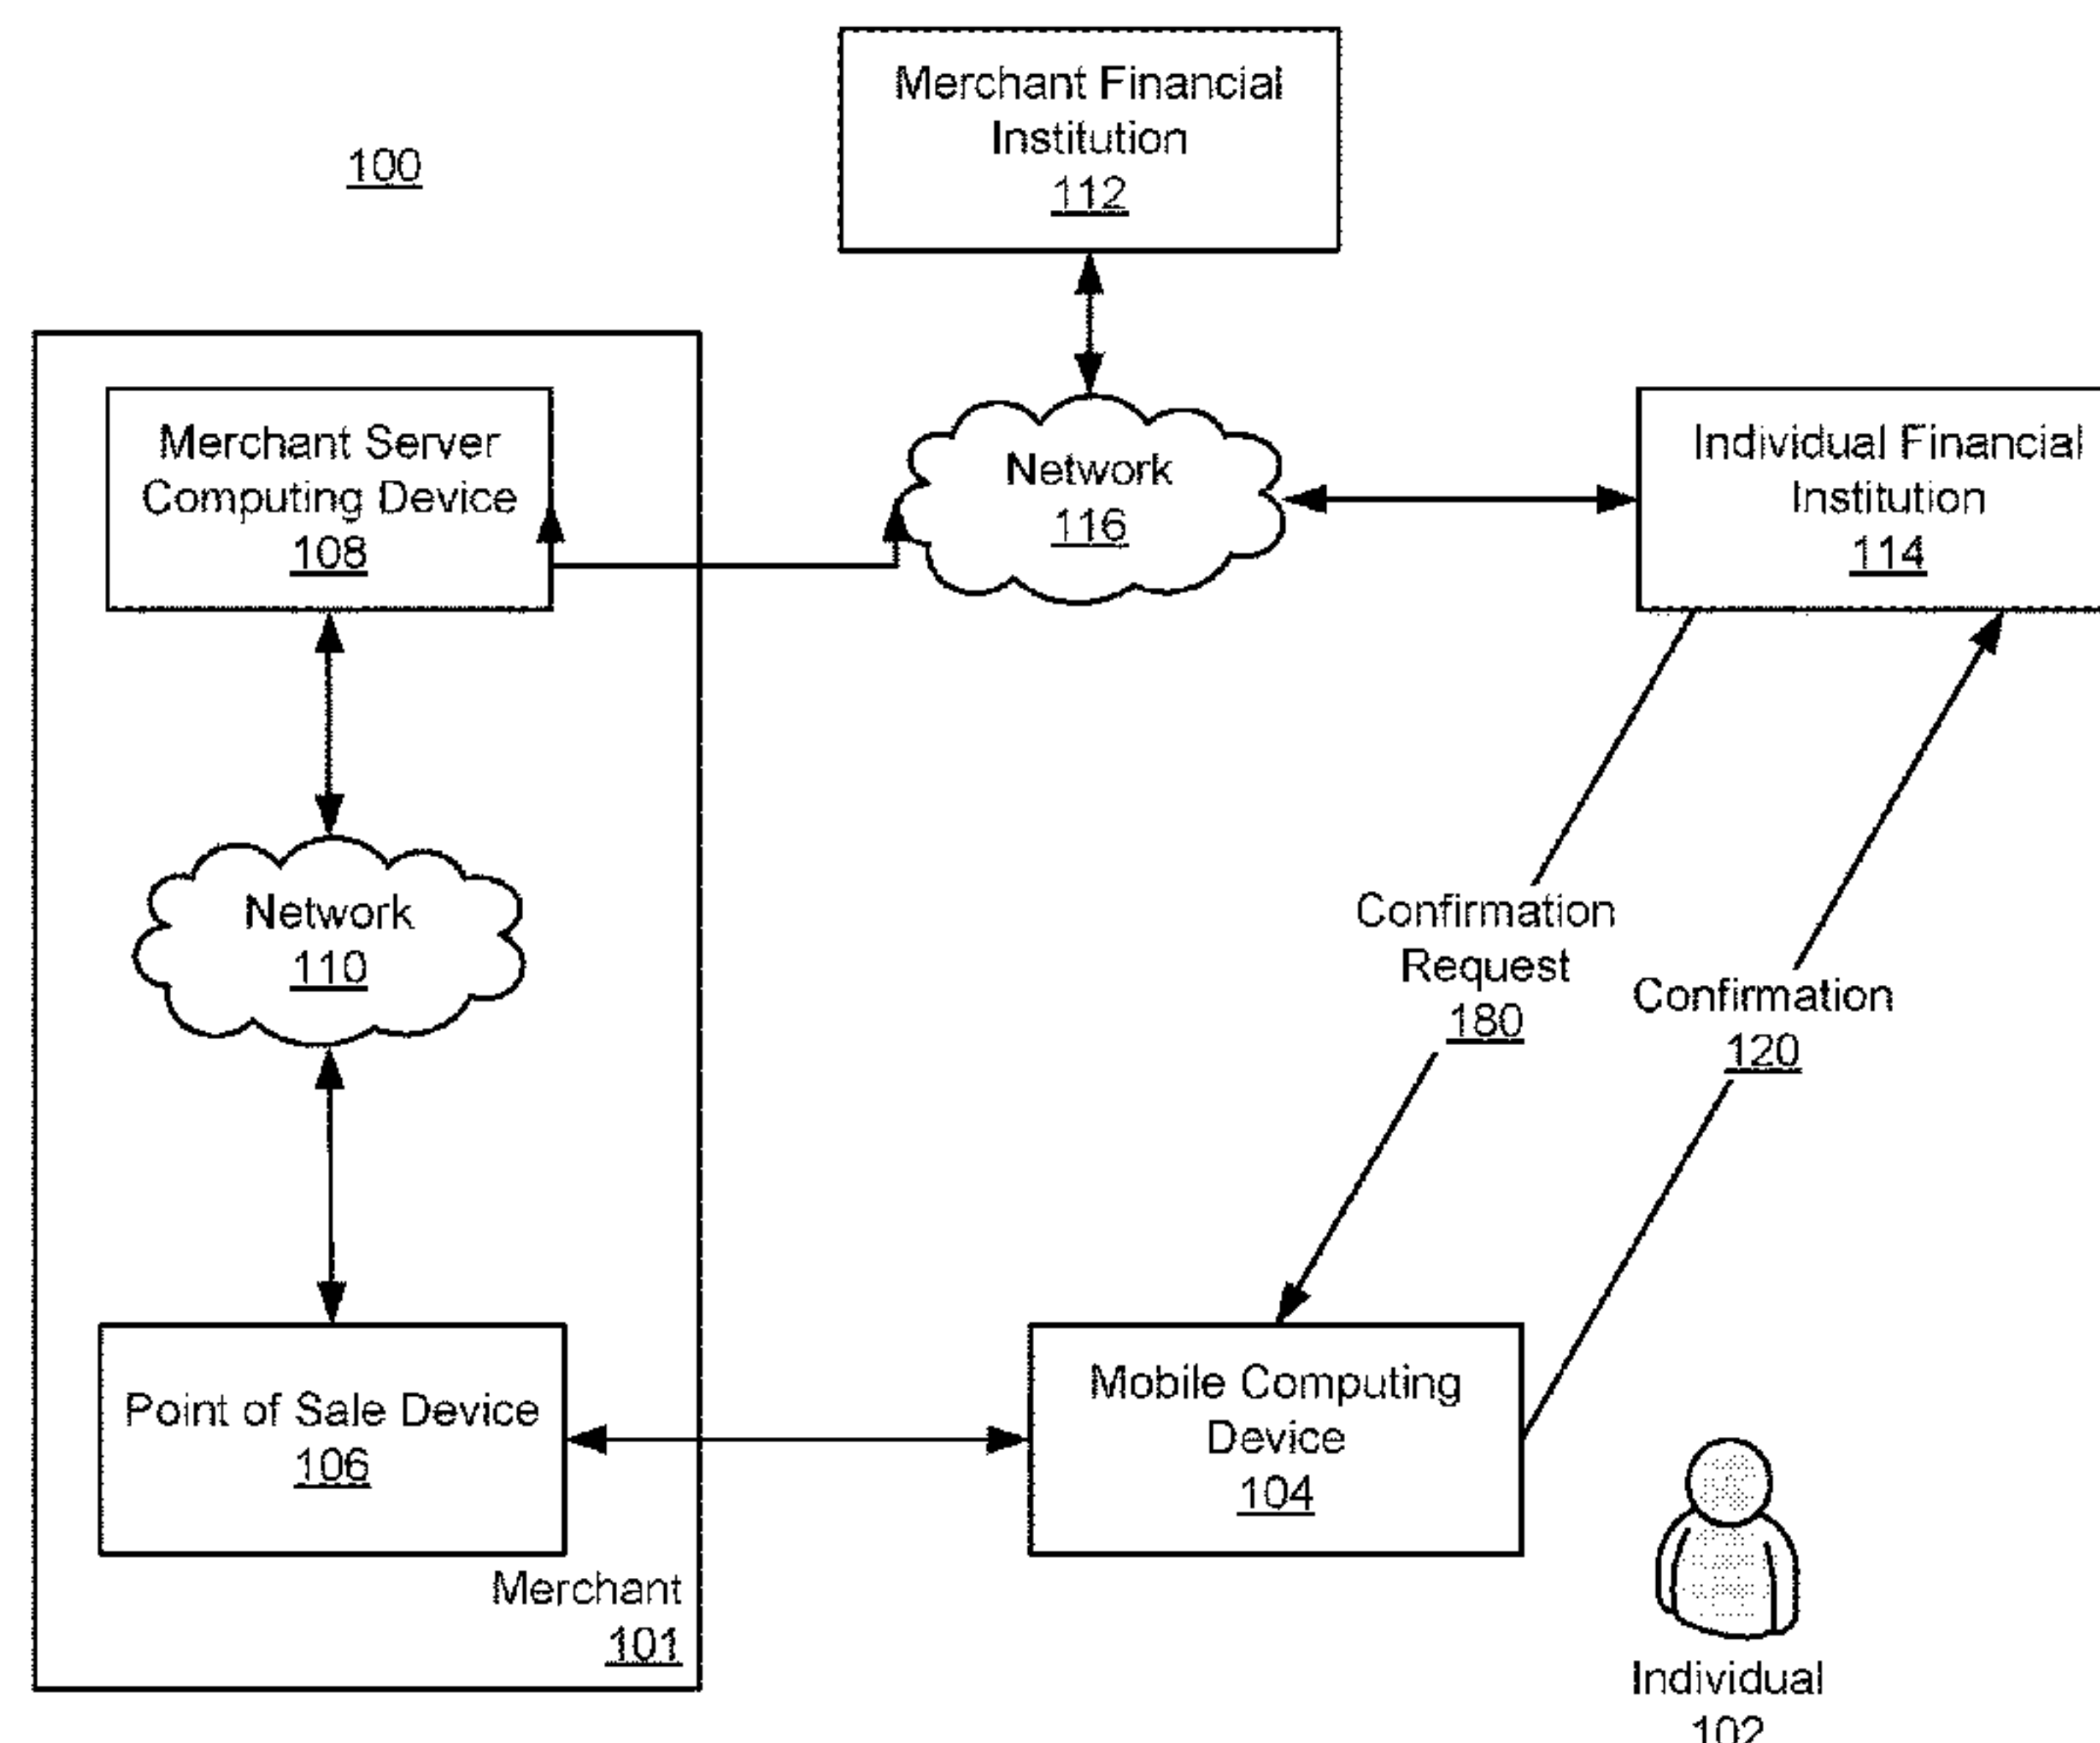 100
Merchant Financial
Institution
112
Merchant Server
Computing Device
108
Network
116
Individual Financial
Institution
114
Network
110
Confirmation
Request
180
Confirmation
120
Point of Sale Device
106
Mobile Computing
Device
104
Merchant
101
Individual
102